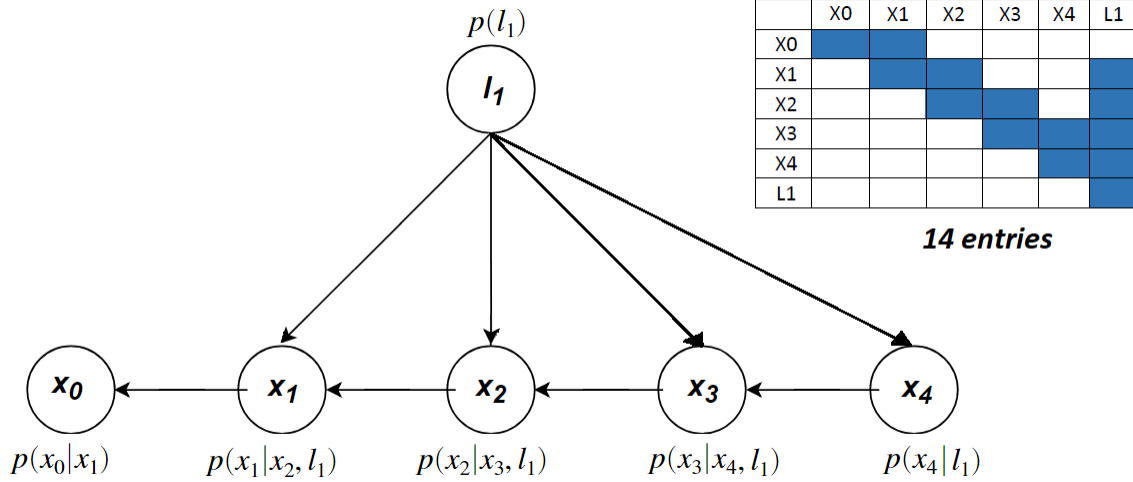 p(l₁)
l₁
X0 X1 X2 X3 X4 L1
X0
X1
X2
X3
X4
L1
14 entries
x₀ x₁ x₂ x₃ x₄
p(x₀|x₁) p(x₁|x₂, l₁) p(x₂|x₃, l₁) p(x₃|x₄, l₁) p(x₄|l₁)